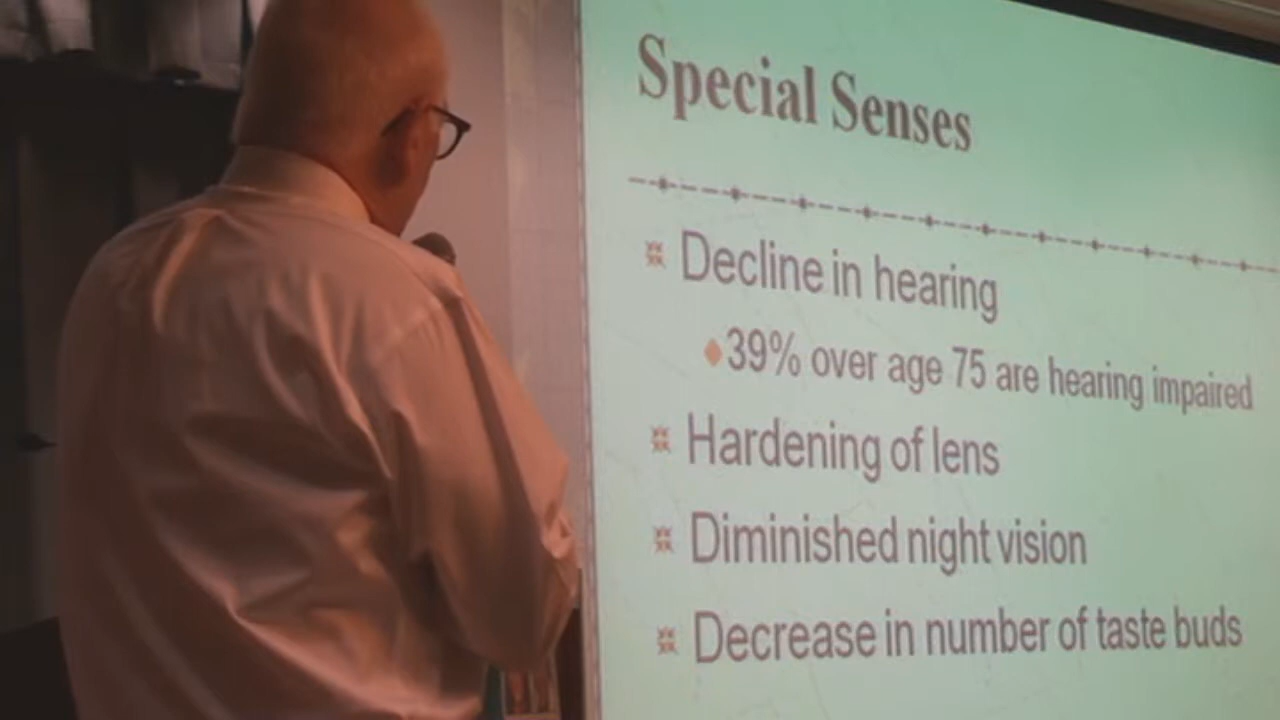 Special Senses
Decline in hearing
39% over age 75 are hearing impaired
Hardening of lens
Diminished night vision
Decrease in number of taste buds